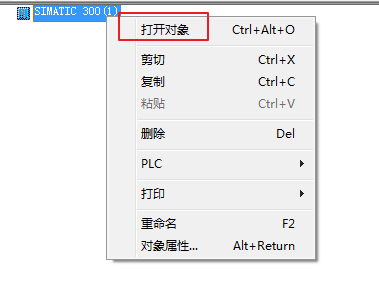 SIMATIC 300(1)
打开对象 Ctrl+Alt+O
剪切 Ctrl+X
复制 Ctrl+C
粘贴 Ctrl+V
删除 Del
PLC
打印
重命名 F2
对象属性... Alt+Return